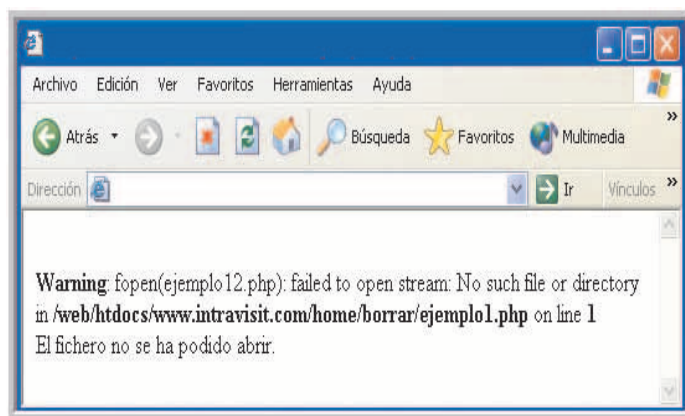 Archivo Edición Ver Favoritos Herramientas Ayuda
Atrás Búsqueda Favoritos Multimedia »
Dirección Ir Vínculos »
Warning: fopen(ejemplo12.php): failed to open stream: No such file or directory
in /web/htdocs/www.intravisit.com/home/borrar/ejemplo1.php on line 1
El fichero no se ha podido abrir.